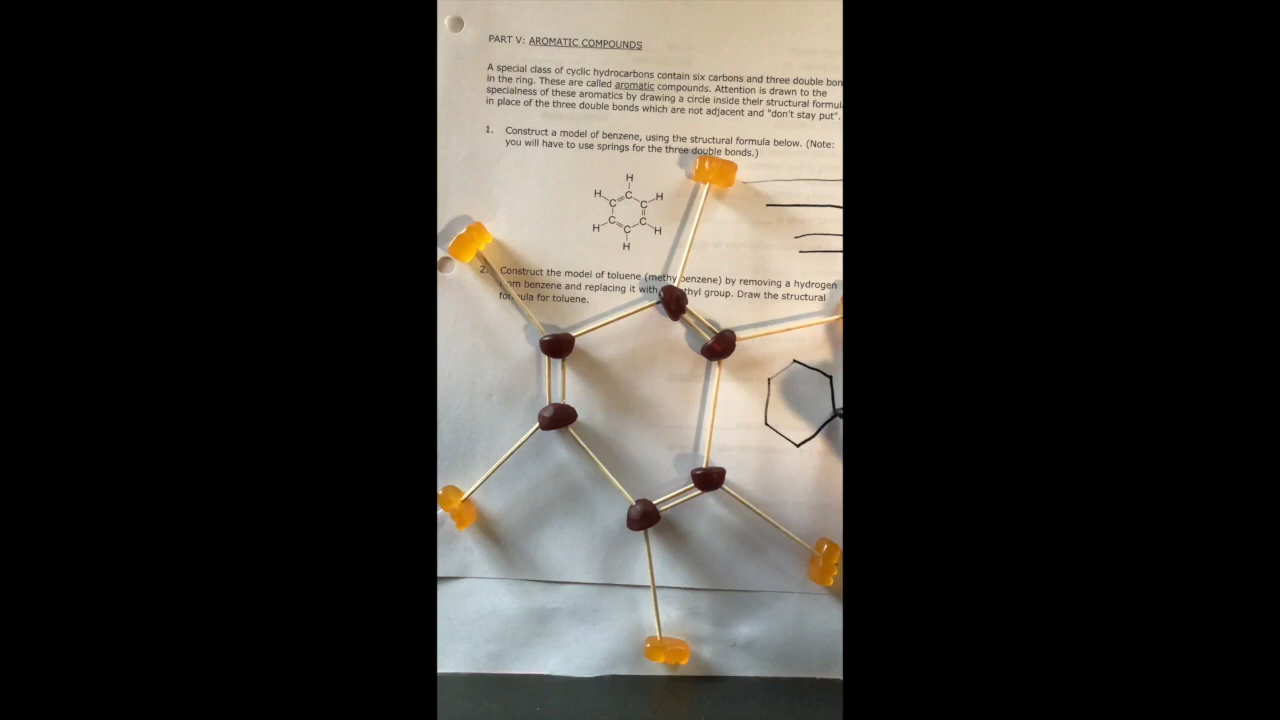 PART V: AROMATIC COMPOUNDS
A special class of cyclic hydrocarbons contain six carbons and three double bon
in the ring. These are called aromatic compounds. Attention is drawn to the
specialness of these aromatics by drawing a circle inside their structural formul
in place of the three double bonds which are not adjacent and "don't stay put".
1. Construct a model of benzene, using the structural formula below. (Note:
you will have to use springs for the three double bonds.)
H
H C H
C C
C C
H C H
H
2. Construct the model of toluene (methy benzene) by removing a hydrogen
om benzene and replacing it with thyl group. Draw the structural
for ula for toluene.